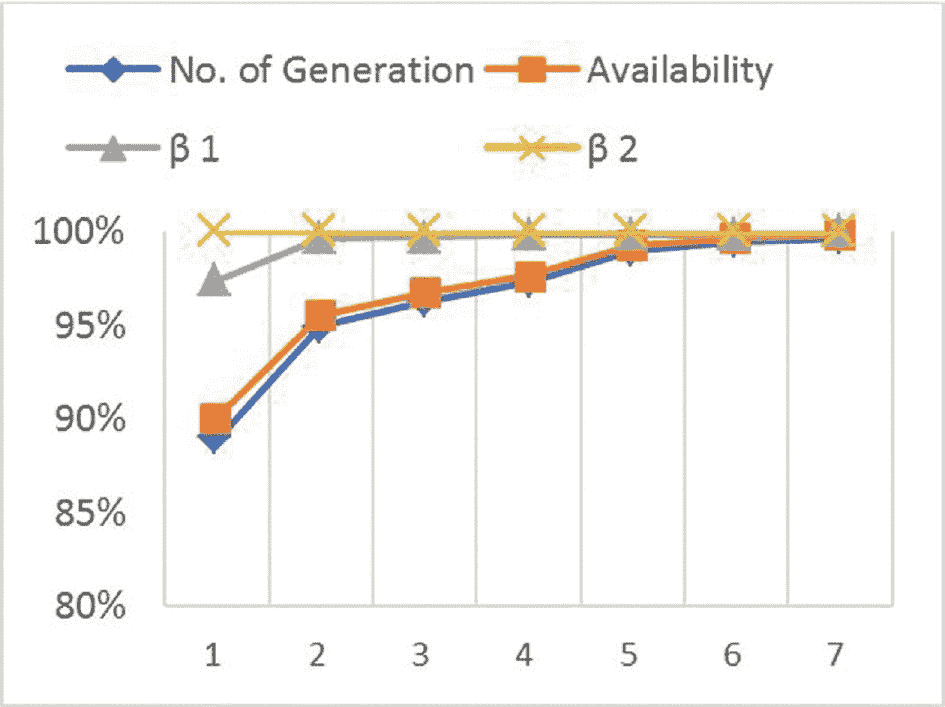 No. of Generation Availability
β 1 β 2
100%
95%
90%
85%
80%
1 2 3 4 5 6 7